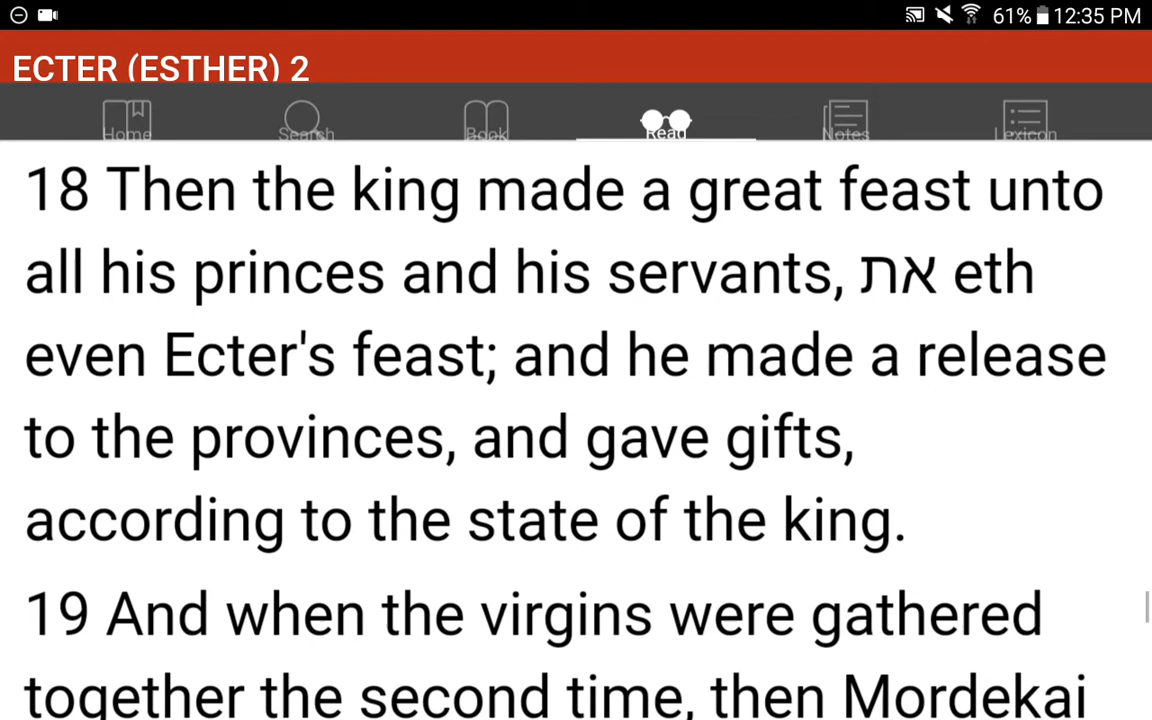 61% 12:35 PM
ECTER (ESTHER) 2
Home Search Book Read Notes Lexicon
18 Then the king made a great feast unto
all his princes and his servants, את eth
even Ecter's feast; and he made a release
to the provinces, and gave gifts,
according to the state of the king.
19 And when the virgins were gathered
together the second time, then Mordekai